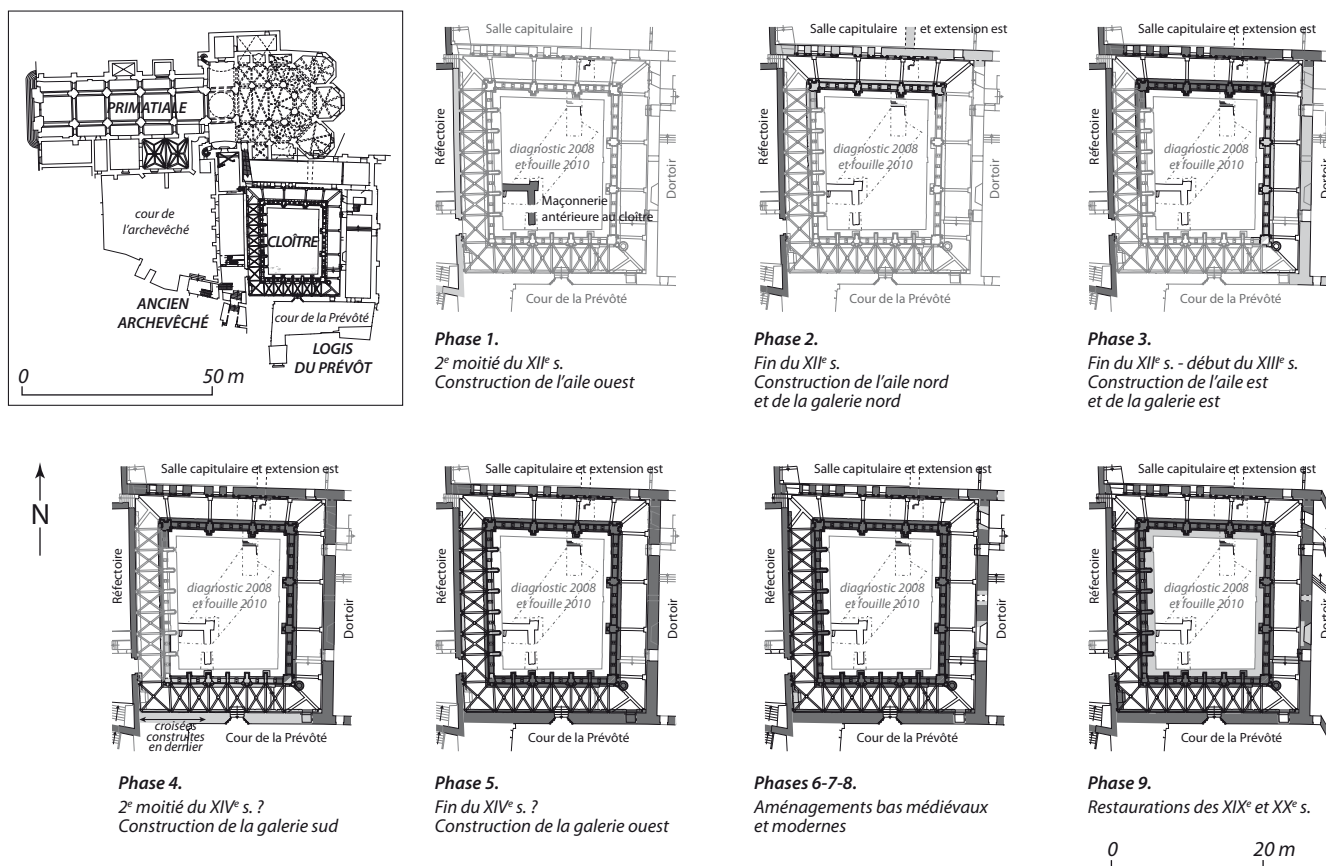 PRIMATIALE
cour de
l'archevêché
CLOÎTRE
ANCIEN
ARCHEVÊCHÉ
cour de la Prévôté
LOGIS
DU PRÉVÔT
0 50 m
Salle capitulaire
Réfectoire
diagnostic 2008
et fouille 2010
Maçonnerie
antérieure au cloître
Dortoir
Cour de la Prévôté
Phase 1.
2e moitié du XIIe s.
Construction de l'aile ouest
Salle capitulaire et extension est
Réfectoire
diagnostic 2008
et fouille 2010
Dortoir
Cour de la Prévôté
Phase 2.
Fin du XIIe s.
Construction de l'aile nord
et de la galerie nord
Salle capitulaire et extension est
Réfectoire
diagnostic 2008
et fouille 2010
Dortoir
Cour de la Prévôté
Phase 3.
Fin du XIIe s. - début du XIIIe s.
Construction de l'aile est
et de la galerie est
N
Salle capitulaire et extension est
Réfectoire
diagnostic 2008
et fouille 2010
Dortoir
croisées
construites
en dernier
Cour de la Prévôté
Phase 4.
2e moitié du XIVe s. ?
Construction de la galerie sud
Salle capitulaire et extension est
Réfectoire
diagnostic 2008
et fouille 2010
Dortoir
Cour de la Prévôté
Phase 5.
Fin du XIVe s. ?
Construction de la galerie ouest
Salle capitulaire et extension est
Réfectoire
diagnostic 2008
et fouille 2010
Dortoir
Cour de la Prévôté
Phases 6-7-8.
Aménagements bas médiévaux
et modernes
Salle capitulaire et extension est
Réfectoire
diagnostic 2008
et fouille 2010
Dortoir
Cour de la Prévôté
Phase 9.
Restaurations des XIXe et XXe s.
0 20 m